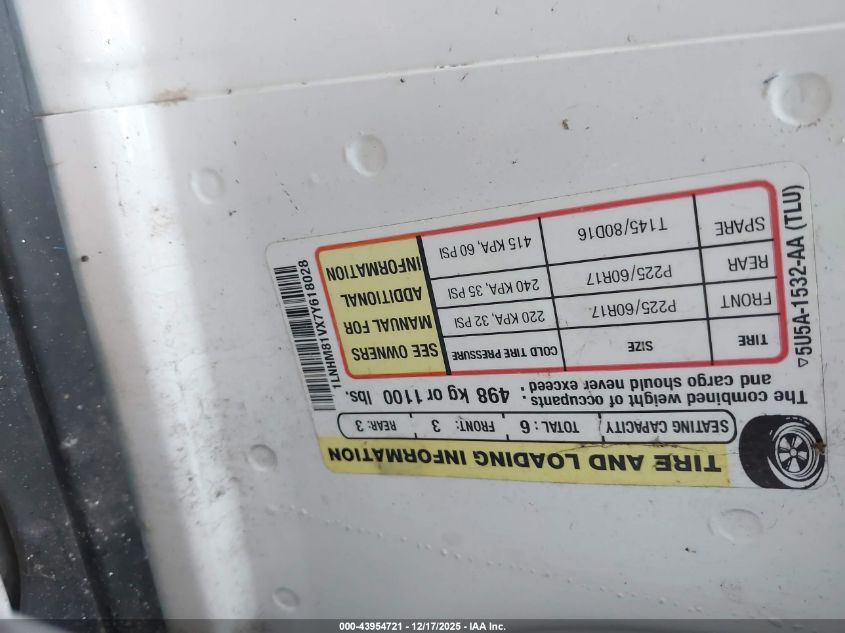 TIRE AND LOADING INFORMATION
SEATING CAPACITY TOTAL : 6 FRONT: 3 REAR: 3
The combined weight of occupants and cargo should never exceed : 498 kg or 1100 lbs.
TIRE SIZE COLD TIRE PRESSURE
FRONT P225/60R17 220 KPA, 32 PSI
REAR P225/60R17 240 KPA, 35 PSI
SPARE T145/80D16 415 KPA, 60 PSI
SEE OWNERS
MANUAL FOR
ADDITIONAL
INFORMATION
5U5A-1532-AA (TLU)
1LNHM81VX7Y618028
000-43954721 - 12/17/2025 - IAA Inc.